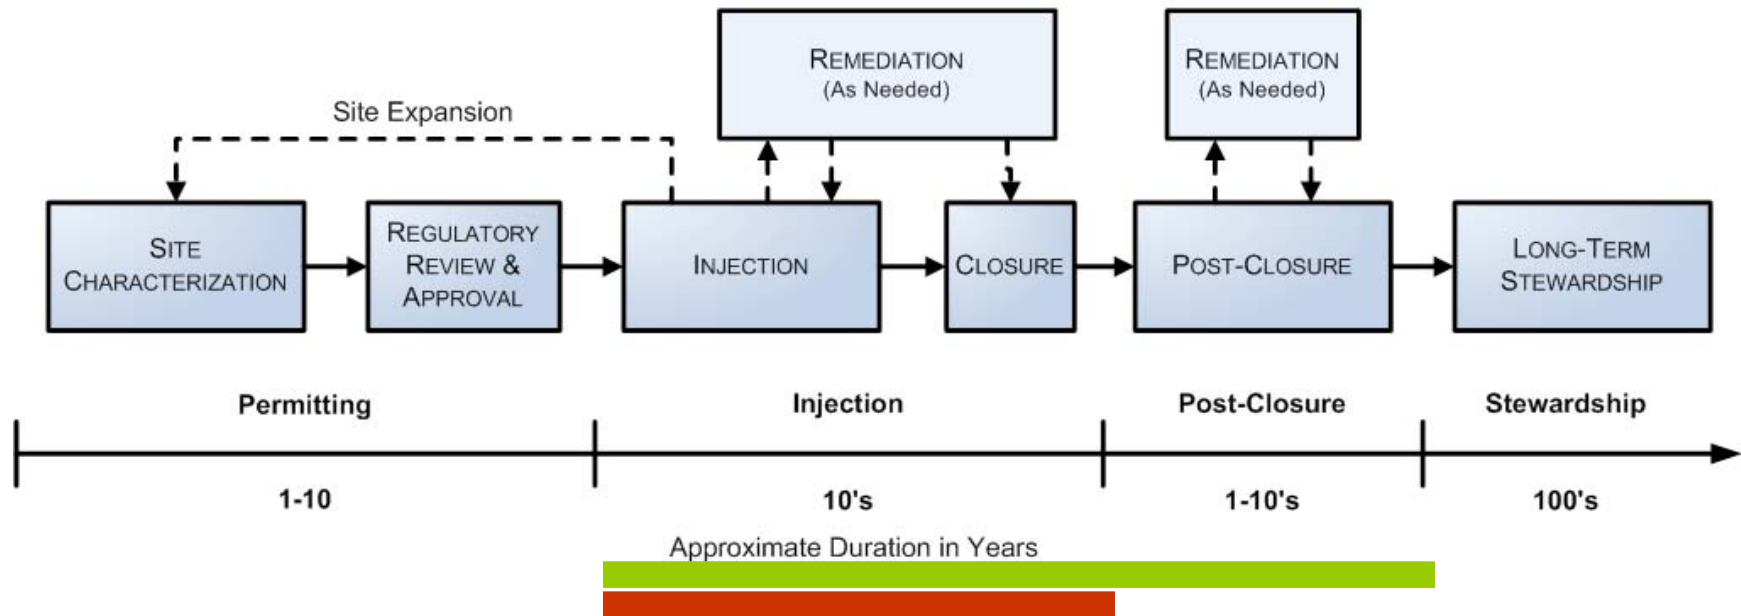 REMEDIATION
(As Needed)
REMEDIATION
(As Needed)
Site Expansion
SITE
CHARACTERIZATION
REGULATORY
REVIEW &
APPROVAL
INJECTION
CLOSURE
POST-CLOSURE
LONG-TERM
STEWARDSHIP
Permitting
Injection
Post-Closure
Stewardship
1-10
10's
1-10's
100's
Approximate Duration in Years